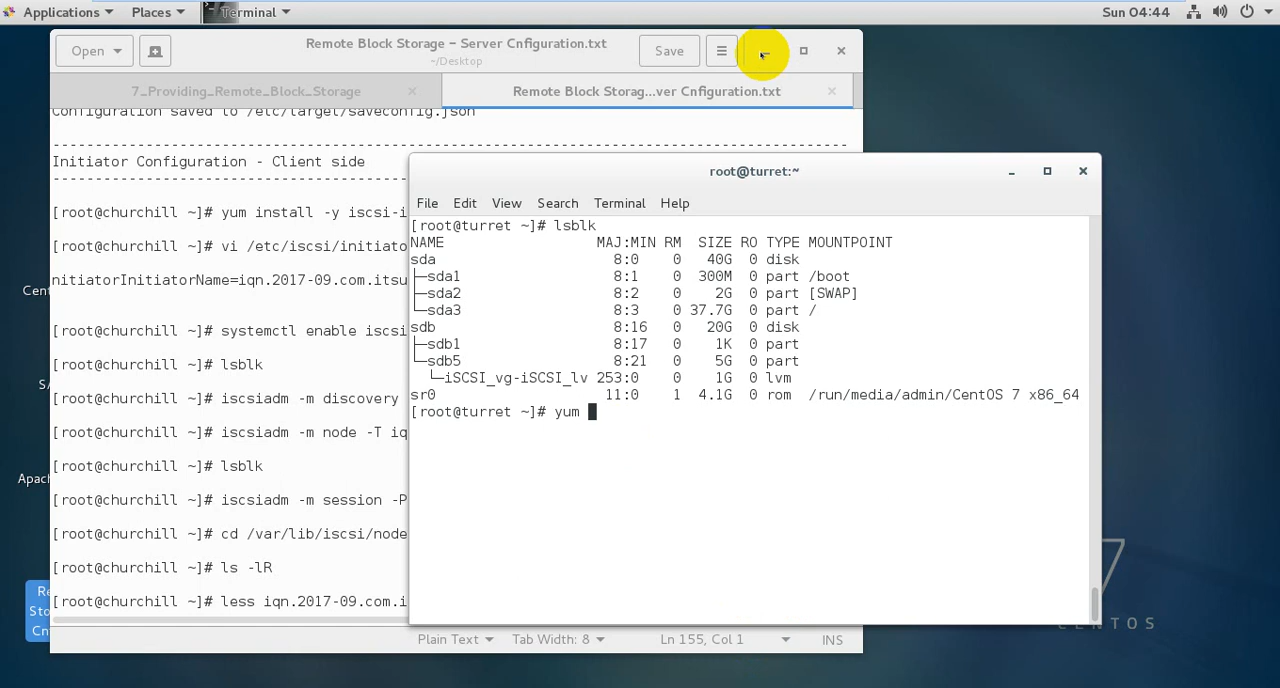 Applications Places Terminal Sun 04:44
Open Remote Block Storage – Server Cnfiguration.txt Save
~/Desktop
7_Providing_Remote_Block_Storage Remote Block Storag...ver Cnfiguration.txt
Configuration saved to /etc/target/saveconfig.json
--------------------------------------------------------------------------------------------
Initiator Configuration - Client side
--------------------------------------------
[root@churchill ~]# yum install -y iscsi-i
[root@churchill ~]# vi /etc/iscsi/initiato
nitiatorInitiatorName=iqn.2017-09.com.itsu
[root@churchill ~]# systemctl enable iscsi
[root@churchill ~]# lsblk
[root@churchill ~]# iscsiadm -m discovery
[root@churchill ~]# iscsiadm -m node -T iq
[root@churchill ~]# lsblk
[root@churchill ~]# iscsiadm -m session -P
[root@churchill ~]# cd /var/lib/iscsi/node
[root@churchill ~]# ls -lR
[root@churchill ~]# less iqn.2017-09.com.i
Plain Text Tab Width: 8 Ln 155, Col 1 INS
root@turret:~
File Edit View Search Terminal Help
[root@turret ~]# lsblk
NAME MAJ:MIN RM SIZE RO TYPE MOUNTPOINT
sda 8:0 0 40G 0 disk
├─sda1 8:1 0 300M 0 part /boot
├─sda2 8:2 0 2G 0 part [SWAP]
└─sda3 8:3 0 37.7G 0 part /
sdb 8:16 0 20G 0 disk
├─sdb1 8:17 0 1K 0 part
└─sdb5 8:21 0 5G 0 part
└─iSCSI_vg-iSCSI_lv 253:0 0 1G 0 lvm
sr0 11:0 1 4.1G 0 rom /run/media/admin/CentOS 7 x86_64
[root@turret ~]# yum
Cent
S/
Apach
Re
Sto
Cn
7
CENTOS